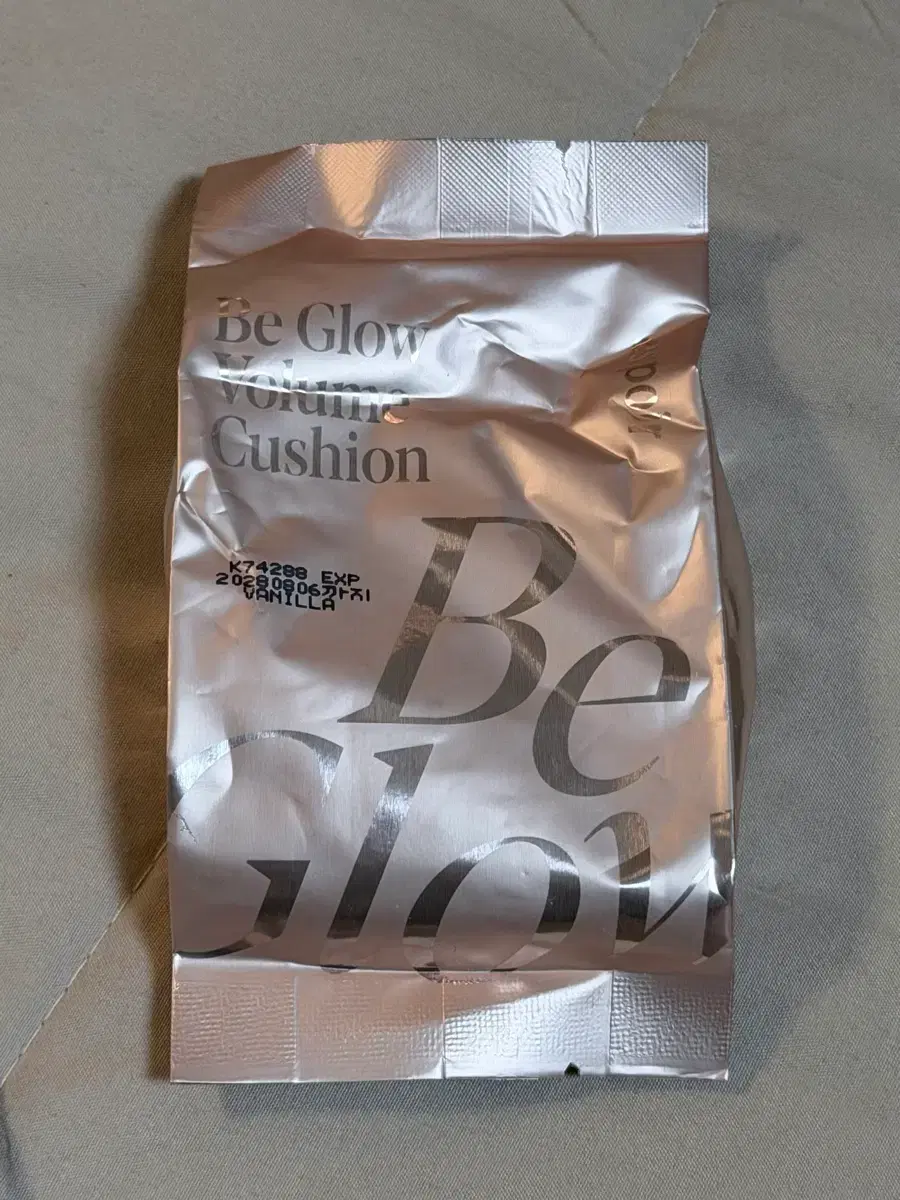 Be Glow
Volume
Cushion
K74288 EXP
20280806까지
VANILLA
Be
Glow